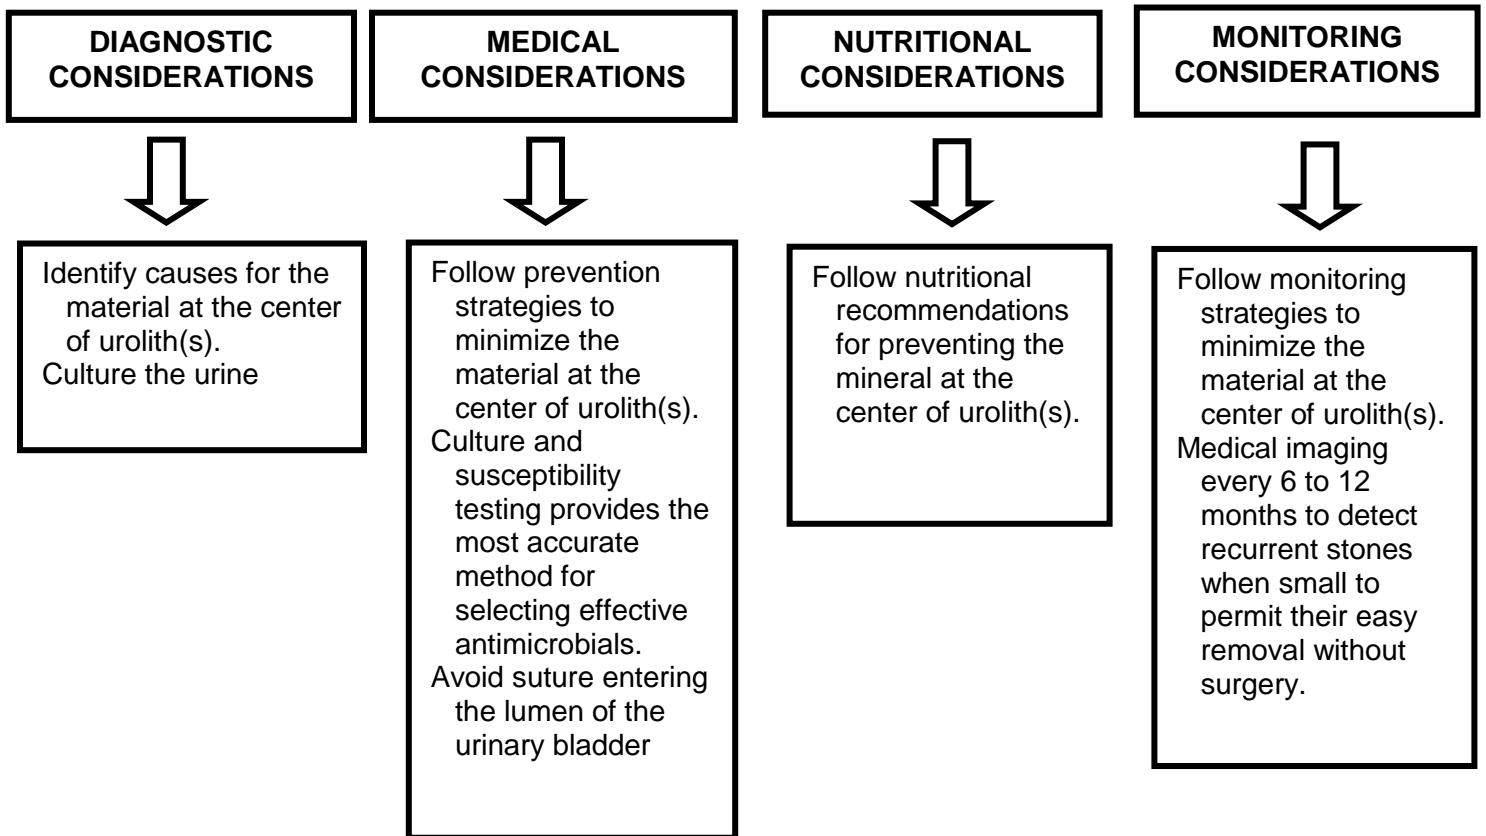 DIAGNOSTIC
CONSIDERATIONS
MEDICAL
CONSIDERATIONS
NUTRITIONAL
CONSIDERATIONS
MONITORING
CONSIDERATIONS
Identify causes for the
material at the center
of urolith(s).
Culture the urine
Follow prevention
strategies to
minimize the
material at the
center of urolith(s).
Culture and
susceptibility
testing provides the
most accurate
method for
selecting effective
antimicrobials.
Avoid suture entering
the lumen of the
urinary bladder
Follow nutritional
recommendations
for preventing the
mineral at the
center of urolith(s).
Follow monitoring
strategies to
minimize the
material at the
center of urolith(s).
Medical imaging
every 6 to 12
months to detect
recurrent stones
when small to
permit their easy
removal without
surgery.